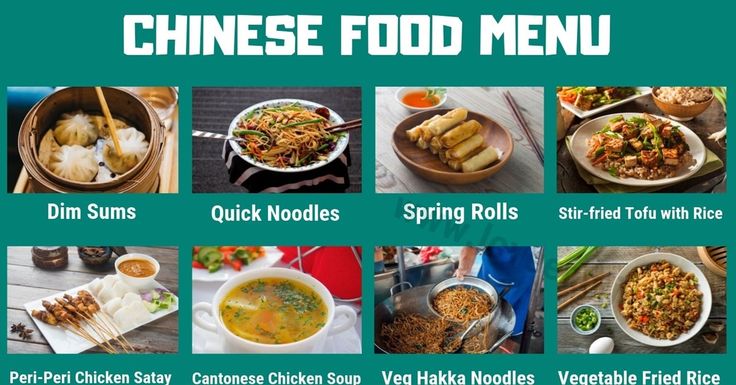 CHINESE FOOD MENU
Dim Sums
Quick Noodles
Spring Rolls
Stir-fried Tofu with Rice
Peri-Peri Chicken Satay
Cantonese Chicken Soup
Veg Hakka Noodles
Vegetable Fried Rice